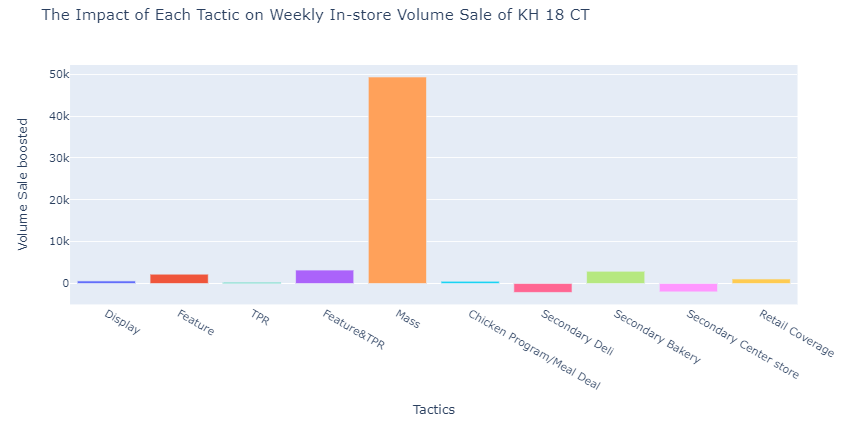 The Impact of Each Tactic on Weekly In-store Volume Sale of KH 18 CT
Volume Sale boosted
50k
40k
30k
20k
10k
0
Display
Feature
TPR
Feature&TPR
Mass
Chicken Program/Meal Deal
Secondary Deli
Secondary Bakery
Secondary Center store
Retail Coverage
Tactics